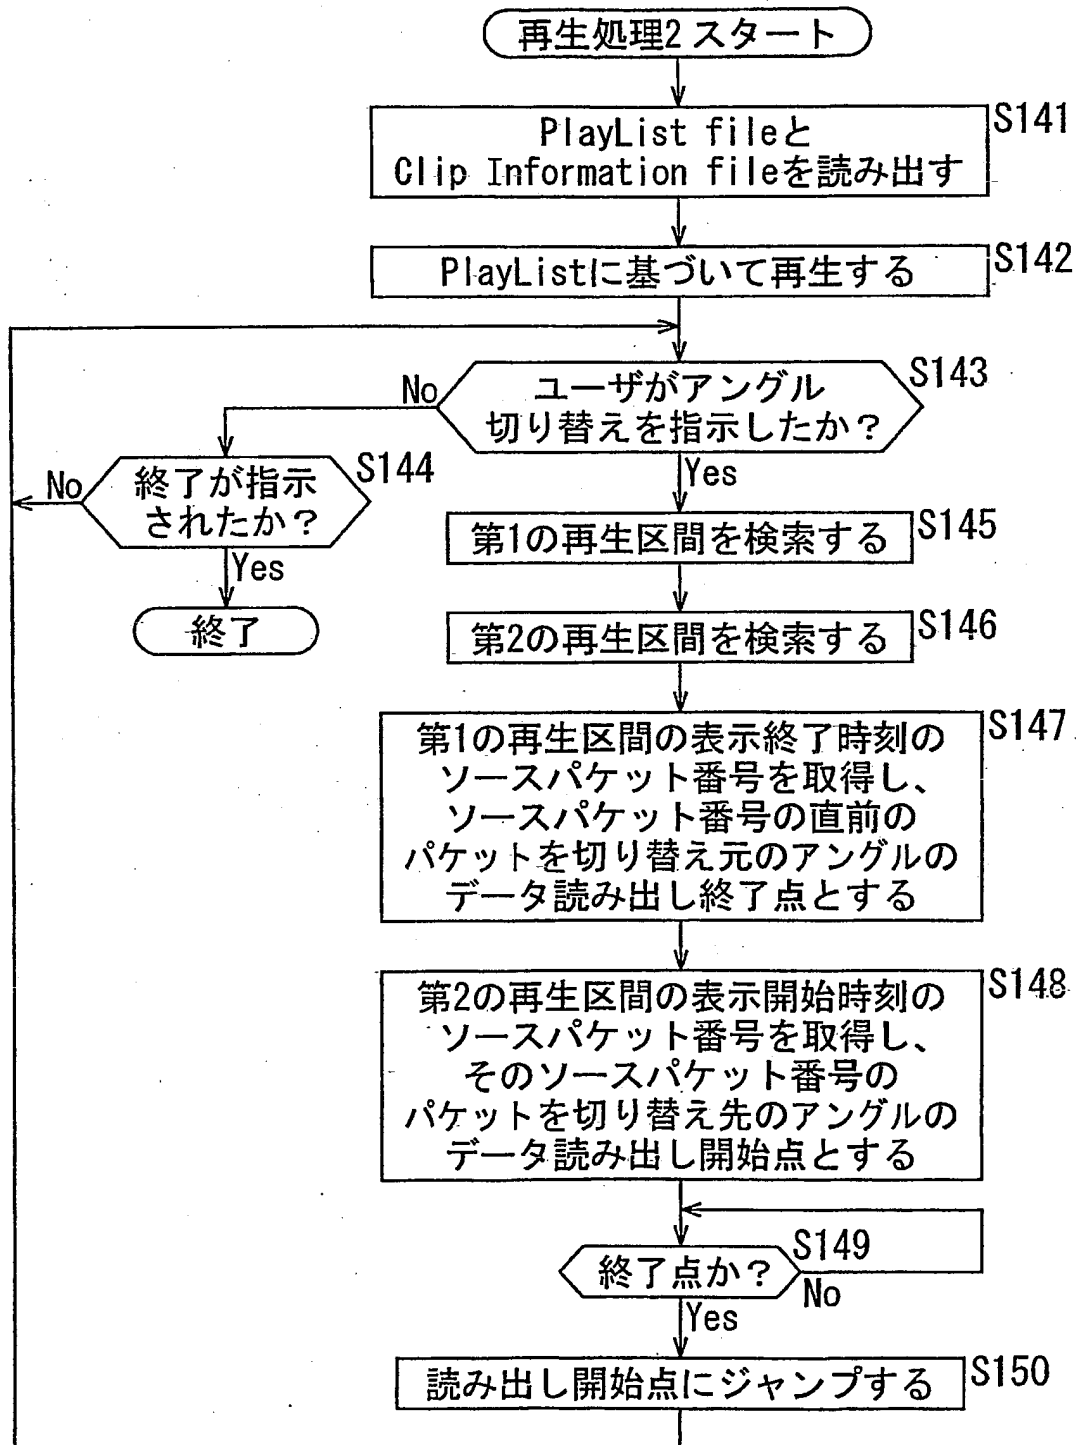 再生処理2 スタート
S141
PlayList fileと
Clip Information fileを読み出す
S142
PlayListに基づいて再生する
S143
ユーザがアングル
切り替えを指示したか？
No
Yes
S144
終了が指示
されたか？
No
Yes
終了
S145
第1の再生区間を検索する
S146
第2の再生区間を検索する
S147
第1の再生区間の表示終了時刻の
ソースパケット番号を取得し、
ソースパケット番号の直前の
パケットを切り替え元のアングルの
データ読み出し終了点とする
S148
第2の再生区間の表示開始時刻の
ソースパケット番号を取得し、
そのソースパケット番号の
パケットを切り替え先のアングルの
データ読み出し開始点とする
S149
終了点か？
No
Yes
S150
読み出し開始点にジャンプする